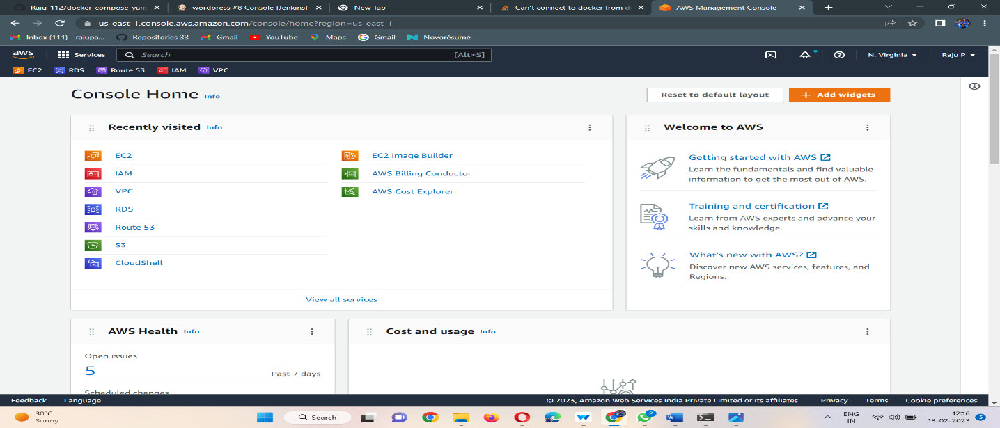 Raju-112/docker-compose-yam
wordpress #8 Console [Jenkins]
New Tab
Can't connect to docker from d
AWS Management Console
us-east-1.console.aws.amazon.com/console/home?region=us-east-1
Inbox (111) rajupa...
Repositories 33
Gmail
YouTube
Maps
Gmail
Novorésumé
aws
Services
Search
[Alt+S]
N. Virginia
Raju P
EC2
RDS
Route 53
IAM
VPC
Console Home Info
Reset to default layout
Add widgets
Recently visited Info
EC2
IAM
VPC
RDS
Route 53
S3
CloudShell
EC2 Image Builder
AWS Billing Conductor
AWS Cost Explorer
View all services
Welcome to AWS
Getting started with AWS
Learn the fundamentals and find valuable
information to get the most out of AWS.
Training and certification
Learn from AWS experts and advance your
skills and knowledge.
What's new with AWS?
Discover new AWS services, features, and
Regions.
AWS Health Info
Open issues
5
Past 7 days
Scheduled changes
Cost and usage Info
Feedback
Language
© 2023, Amazon Web Services India Private Limited or its affiliates.
Privacy
Terms
Cookie preferences
30°C
Sunny
Search
2
ENG
IN
12:16
13-02-2023
5